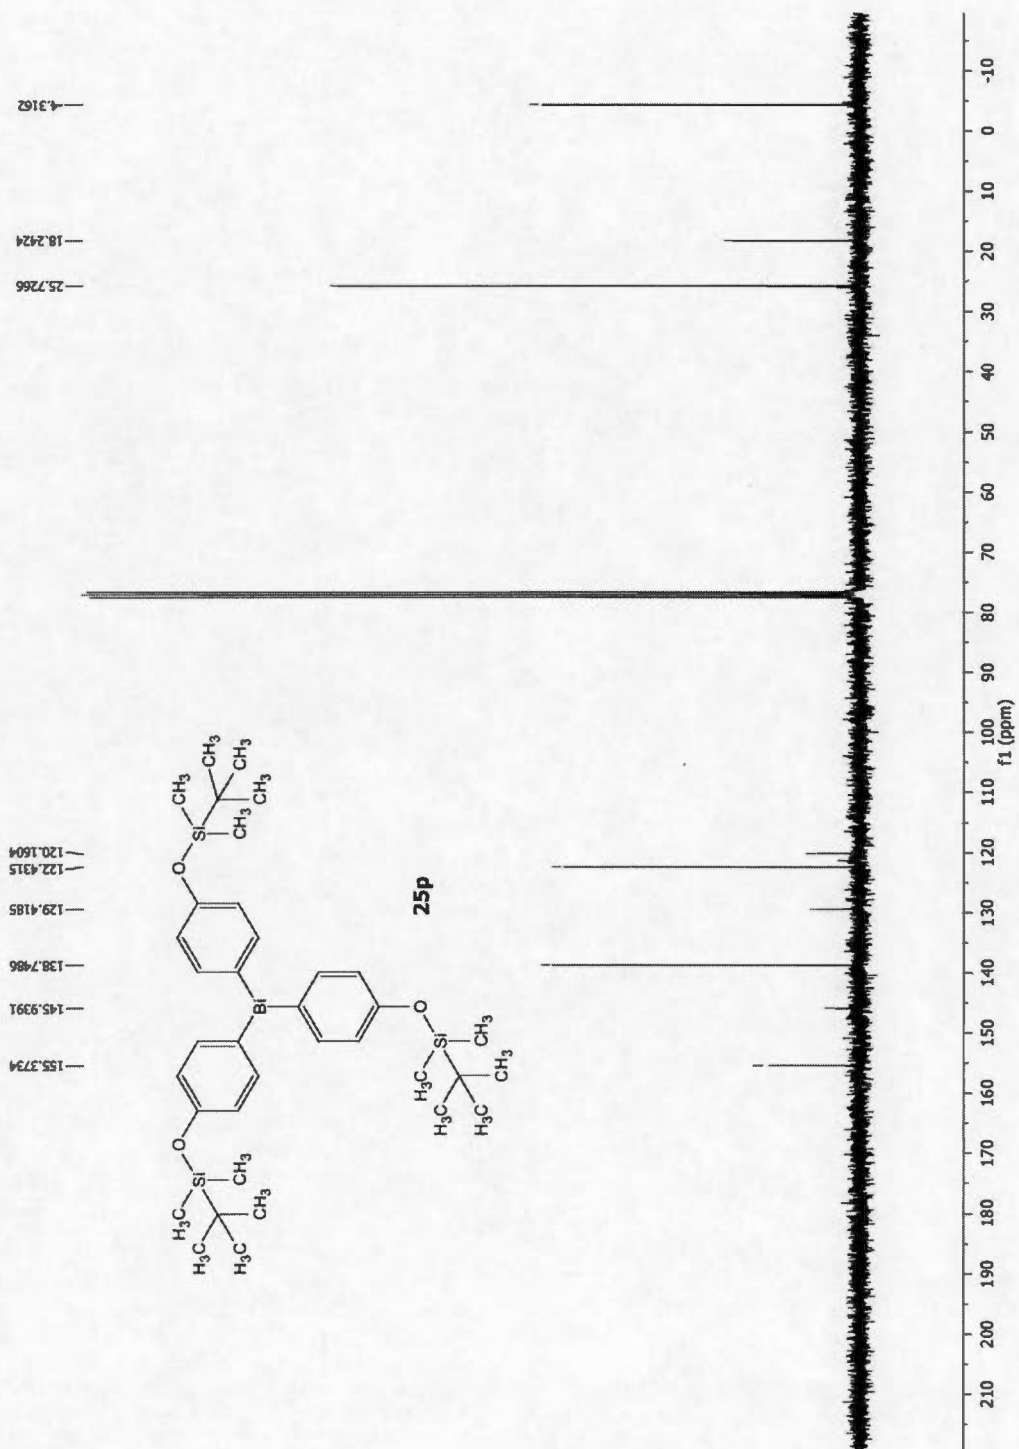 155.3734
145.9391
138.7486
129.4185
122.4315
120.1604
25.7266
18.2424
-4.3162
H₃C O O CH₃
H₃C Si Si CH₃
H₃C CH₃ CH₃ CH₃
CH₃ Bi CH₃
O
H₃C Si
H₃C CH₃
H₃C CH₃
25p
210 200 190 180 170 160 150 140 130 120 110 100 90 80 70 60 50 40 30 20 10 0 -10
f1 (ppm)